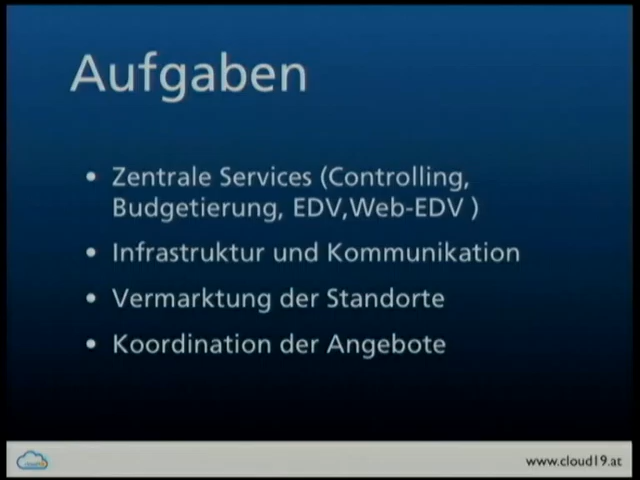 Aufgaben
• Zentrale Services (Controlling,
Budgetierung, EDV,Web-EDV )
• Infrastruktur und Kommunikation
• Vermarktung der Standorte
• Koordination der Angebote
www.cloud19.at